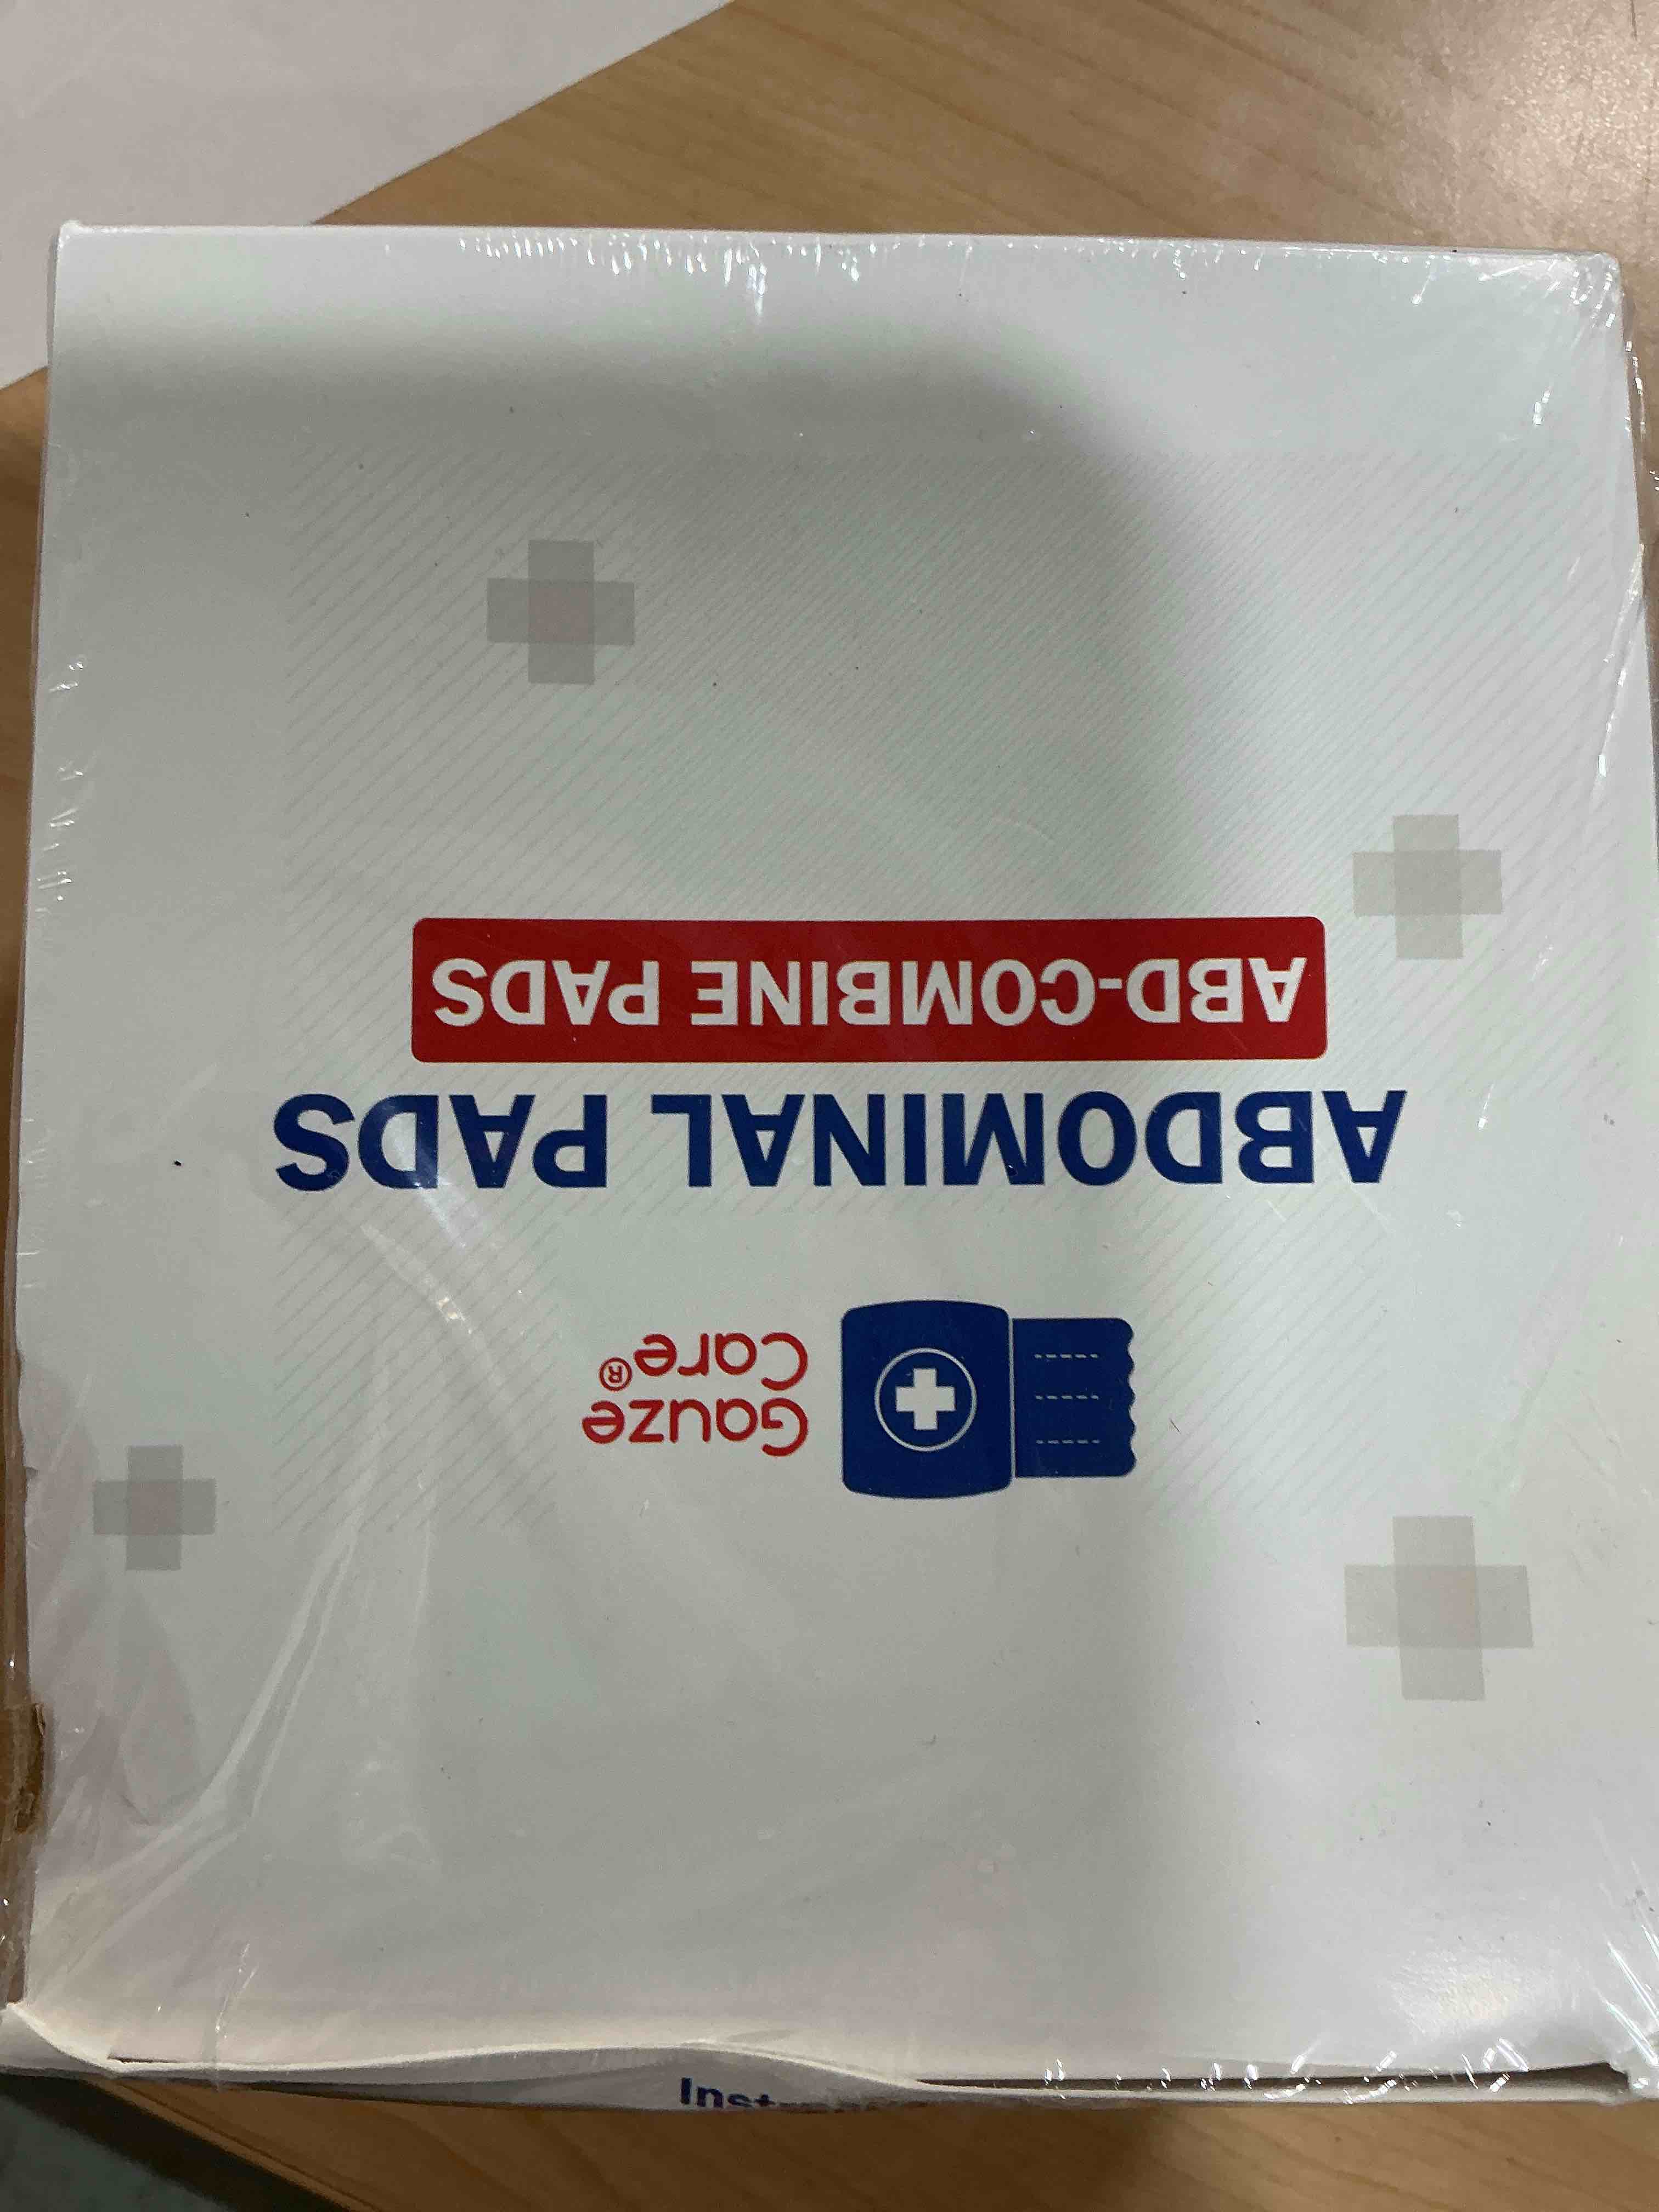 Gauze
Care®
ABDOMINAL PADS
ABD-COMBINE PADS